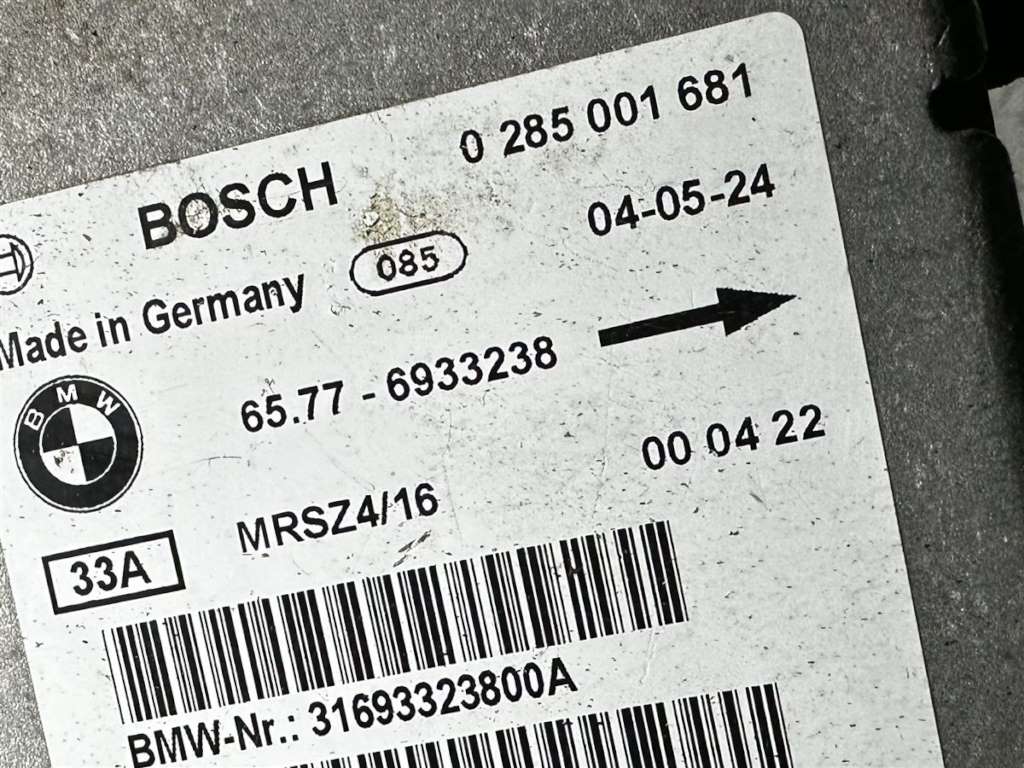 0 285 001 681
BOSCH
04-05-24
085
Made in Germany
65.77 - 6933238
BMW
00 04 22
MRSZ4/16
33A
BMW-Nr.: 31693323800A